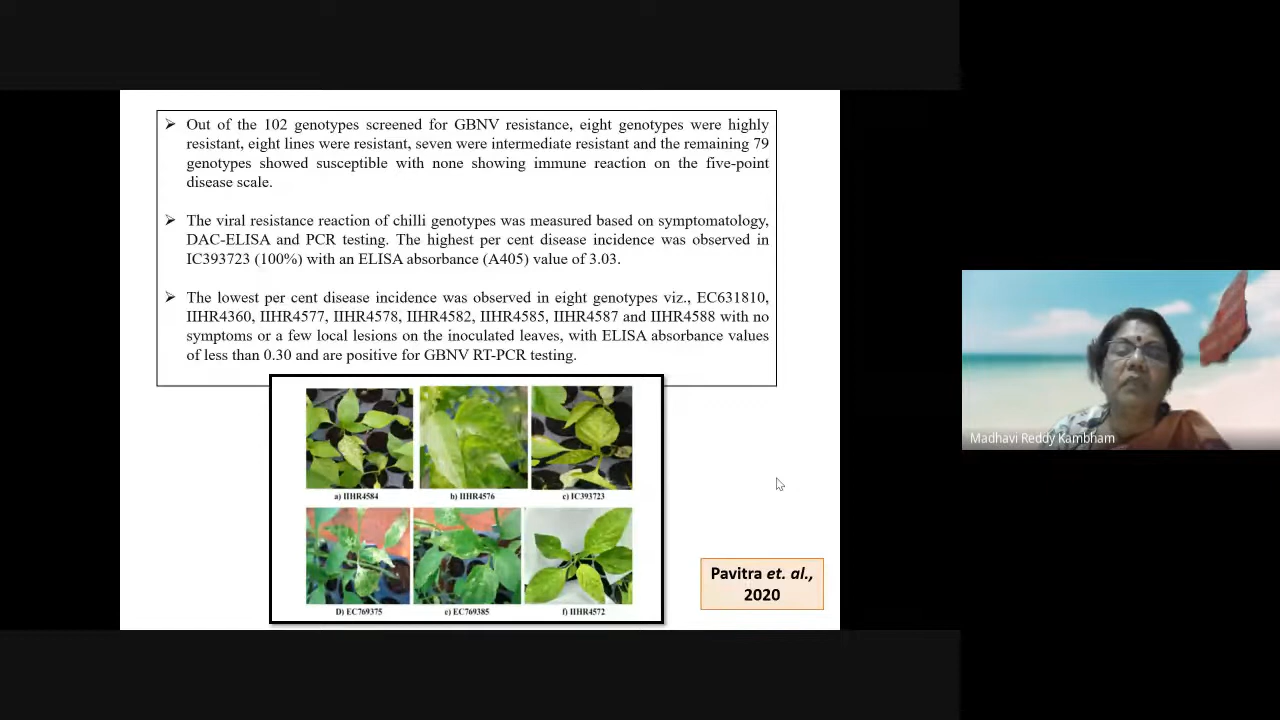 ➢ Out of the 102 genotypes screened for GBNV resistance, eight genotypes were highly
resistant, eight lines were resistant, seven were intermediate resistant and the remaining 79
genotypes showed susceptible with none showing immune reaction on the five-point
disease scale.
➢ The viral resistance reaction of chilli genotypes was measured based on symptomatology,
DAC-ELISA and PCR testing. The highest per cent disease incidence was observed in
IC393723 (100%) with an ELISA absorbance (A405) value of 3.03.
➢ The lowest per cent disease incidence was observed in eight genotypes viz., EC631810,
IIHR4360, IIHR4577, IIHR4578, IIHR4582, IIHR4585, IIHR4587 and IIHR4588 with no
symptoms or a few local lesions on the inoculated leaves, with ELISA absorbance values
of less than 0.30 and are positive for GBNV RT-PCR testing.
a) IIHR4584
b) IIHR4576
c) IC393723
D) EC769375
e) EC769385
f) IIHR4572
Pavitra et. al.,
2020
Madhavi Reddy Kambham